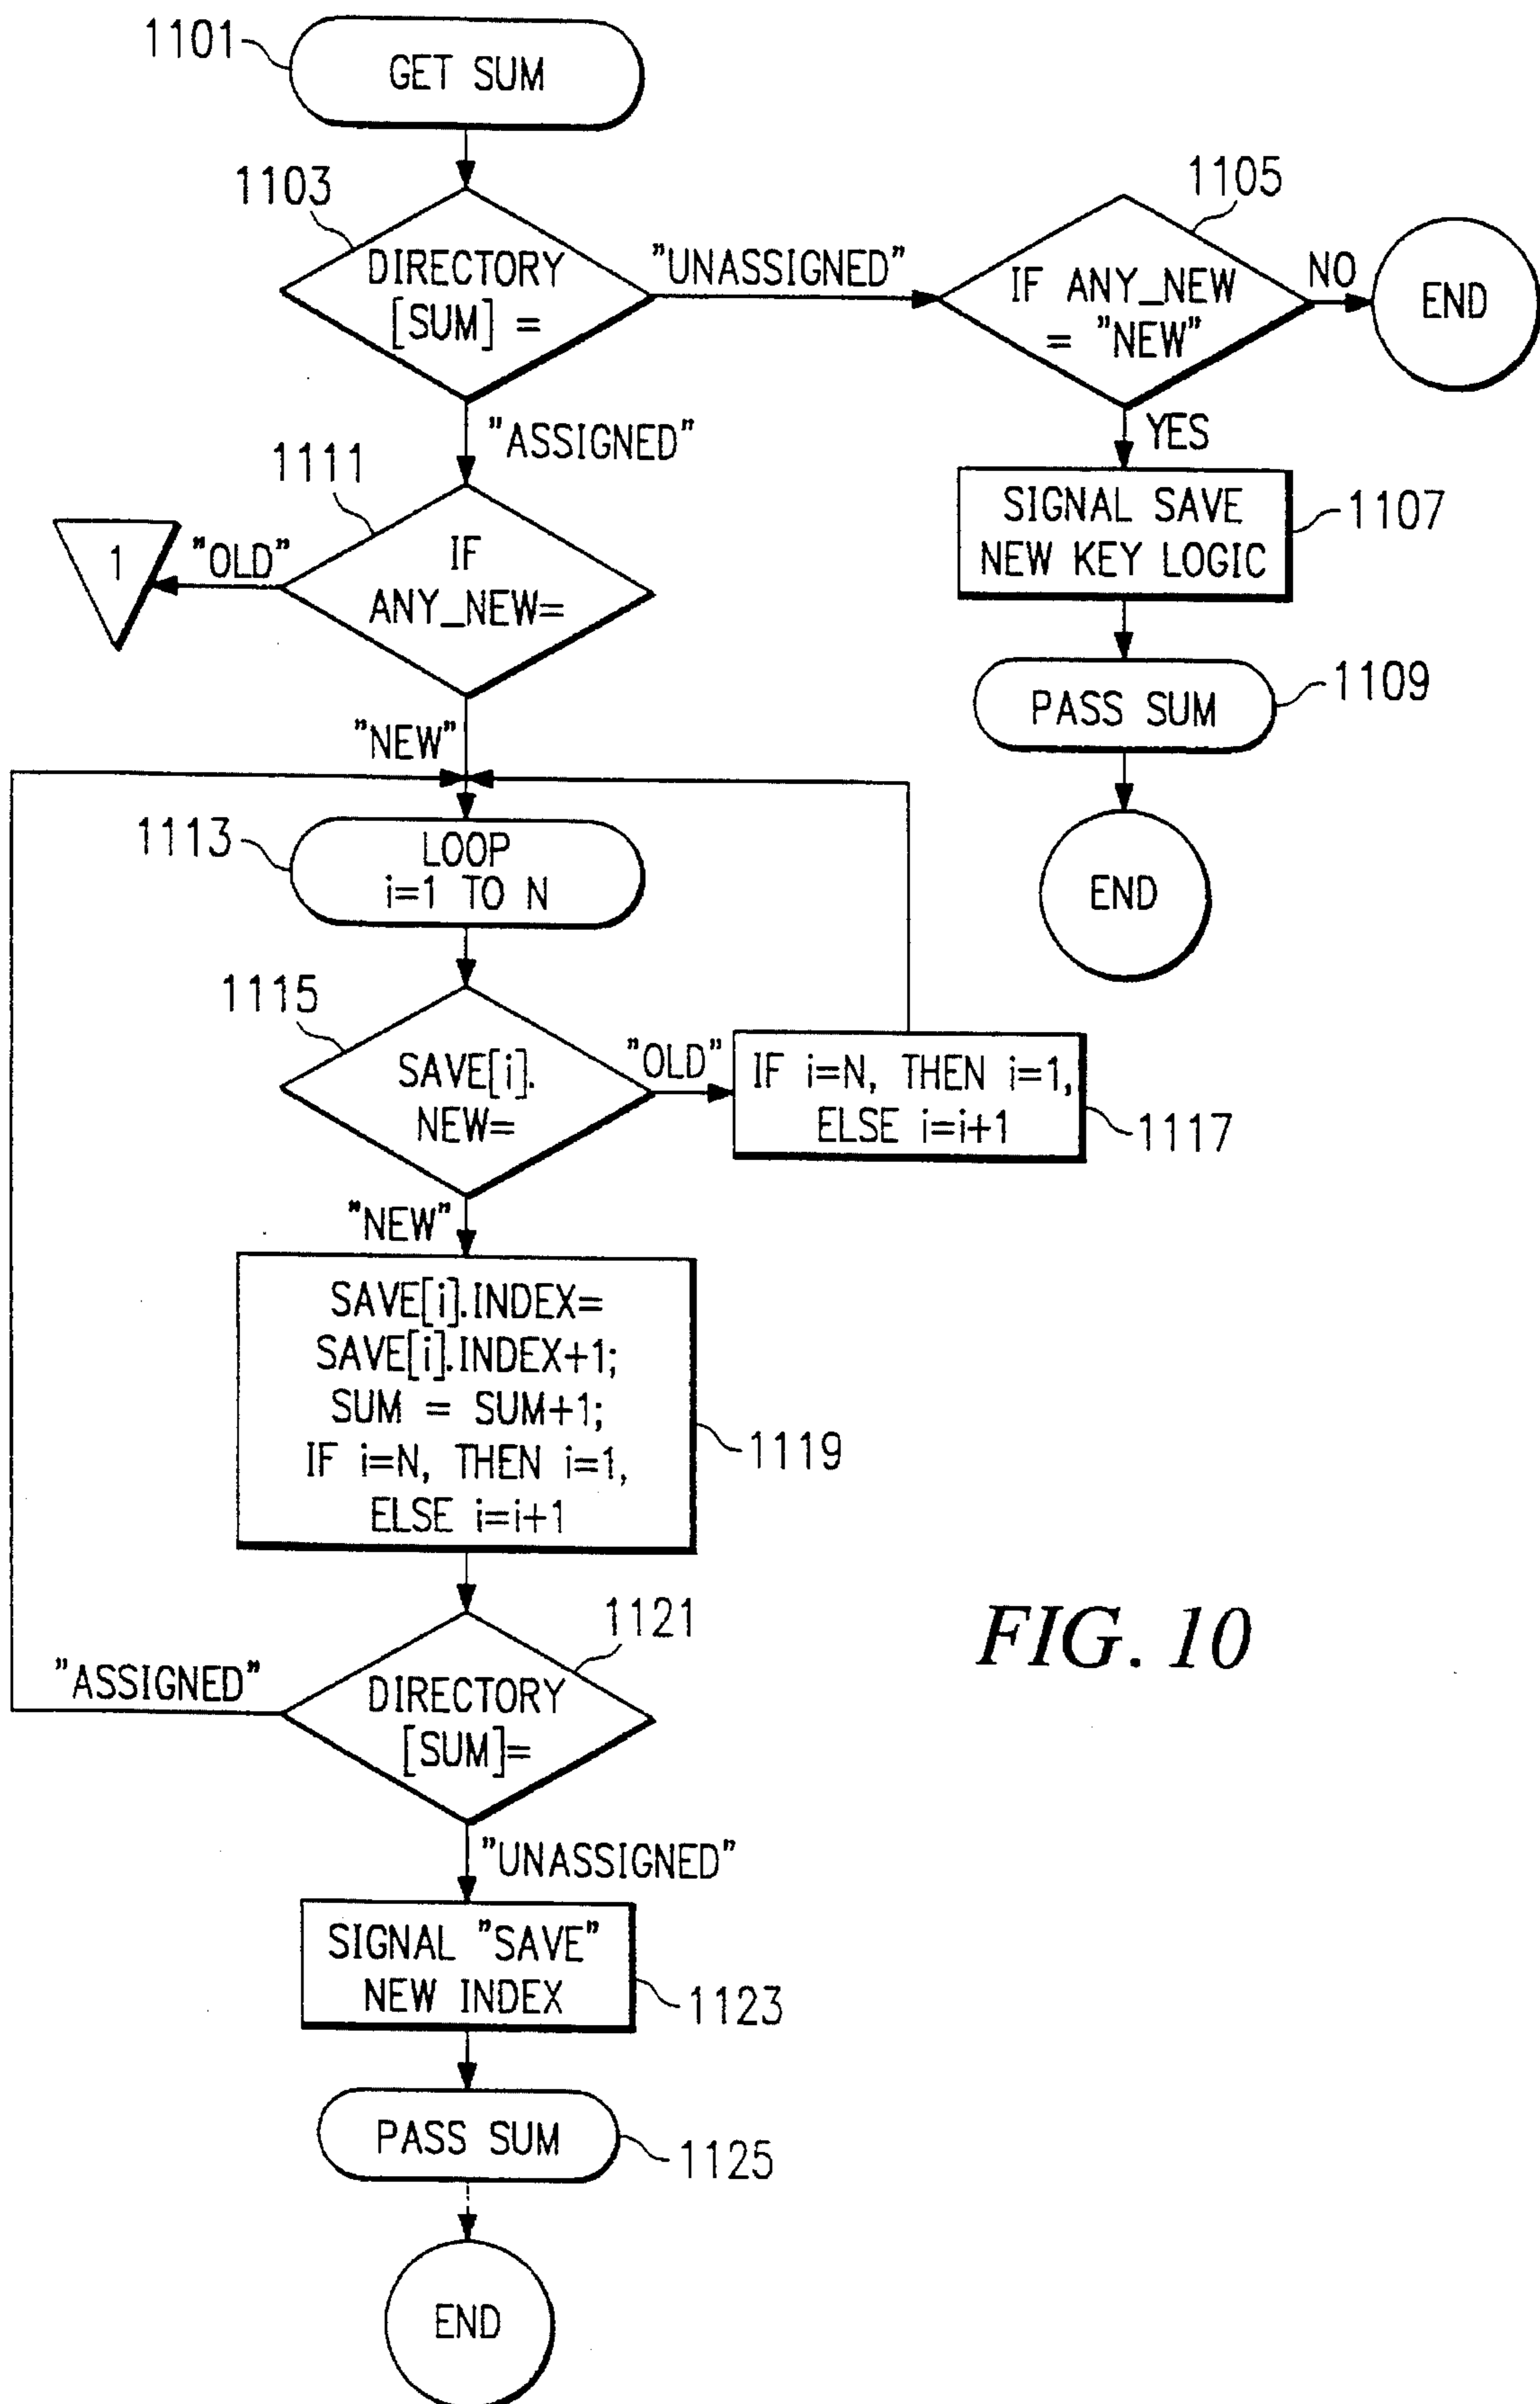 1101
GET SUM
1103
DIRECTORY
[SUM] =
"UNASSIGNED"
1105
IF ANY_NEW
= "NEW"
NO
END
YES
SIGNAL SAVE
NEW KEY LOGIC
1107
PASS SUM
1109
END
"ASSIGNED"
1111
IF
ANY_NEW=
"OLD"
1
"NEW"
1113
LOOP
i=1 TO N
1115
SAVE[i].
NEW=
"OLD"
IF i=N, THEN i=1,
ELSE i=i+1
1117
"NEW"
SAVE[i].INDEX=
SAVE[i].INDEX+1;
SUM = SUM+1;
IF i=N, THEN i=1,
ELSE i=i+1
1119
1121
DIRECTORY
[SUM]=
"ASSIGNED"
"UNASSIGNED"
SIGNAL "SAVE"
NEW INDEX
1123
PASS SUM
1125
END
FIG. 10